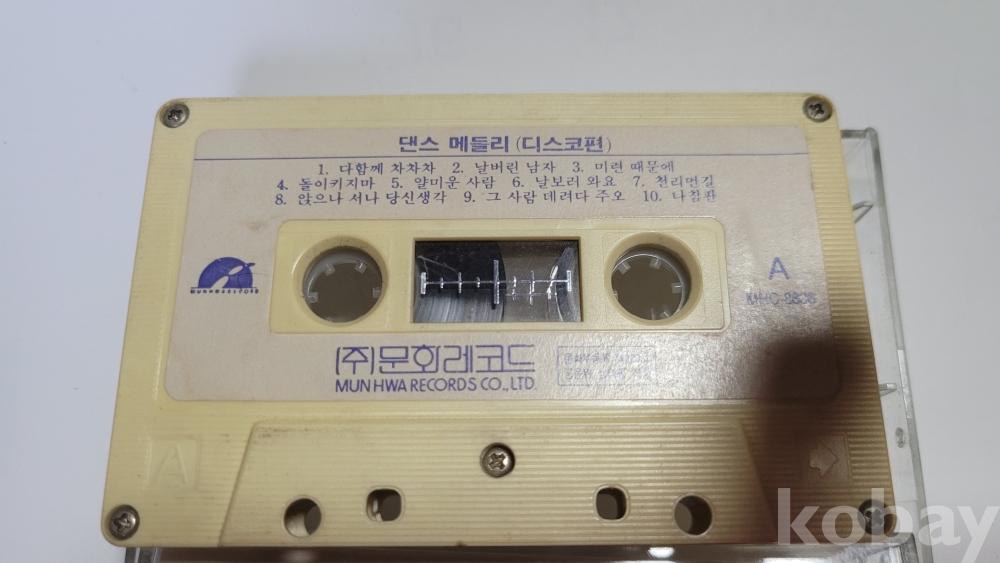 댄스 메들리 (디스코편)
1. 다함께 차차차 2. 날버린 남자 3. 미련 때문에
4. 돌이키지마 5. 얄미운 사람 6. 날보러 와요 7. 천리먼길
8. 앉으나 서나 당신생각 9. 그 사람 데려다 주오 10. 나침판
A
(주)문화레코드
MUNHWA RECORDS CO., LTD.
A
kobay